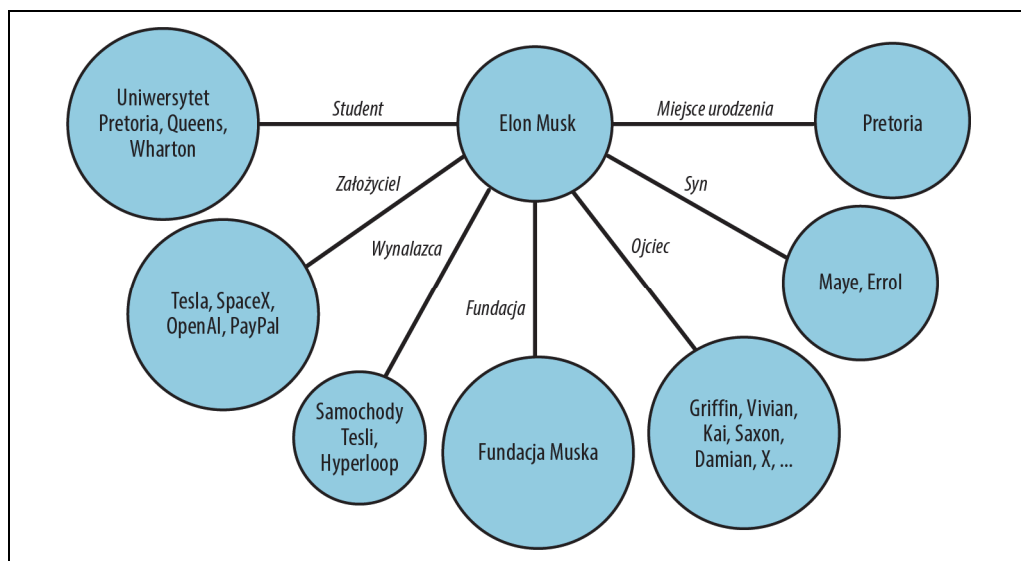 Uniwersytet
Pretoria, Queens,
Wharton
Student
Elon Musk
Miejsce urodzenia
Pretoria
Założyciel
Syn
Wynalazca
Ojciec
Maye, Errol
Tesla, SpaceX,
OpenAI, PayPal
Fundacja
Samochody
Tesli,
Hyperloop
Fundacja Muska
Griffin, Vivian,
Kai, Saxon,
Damian, X, ...